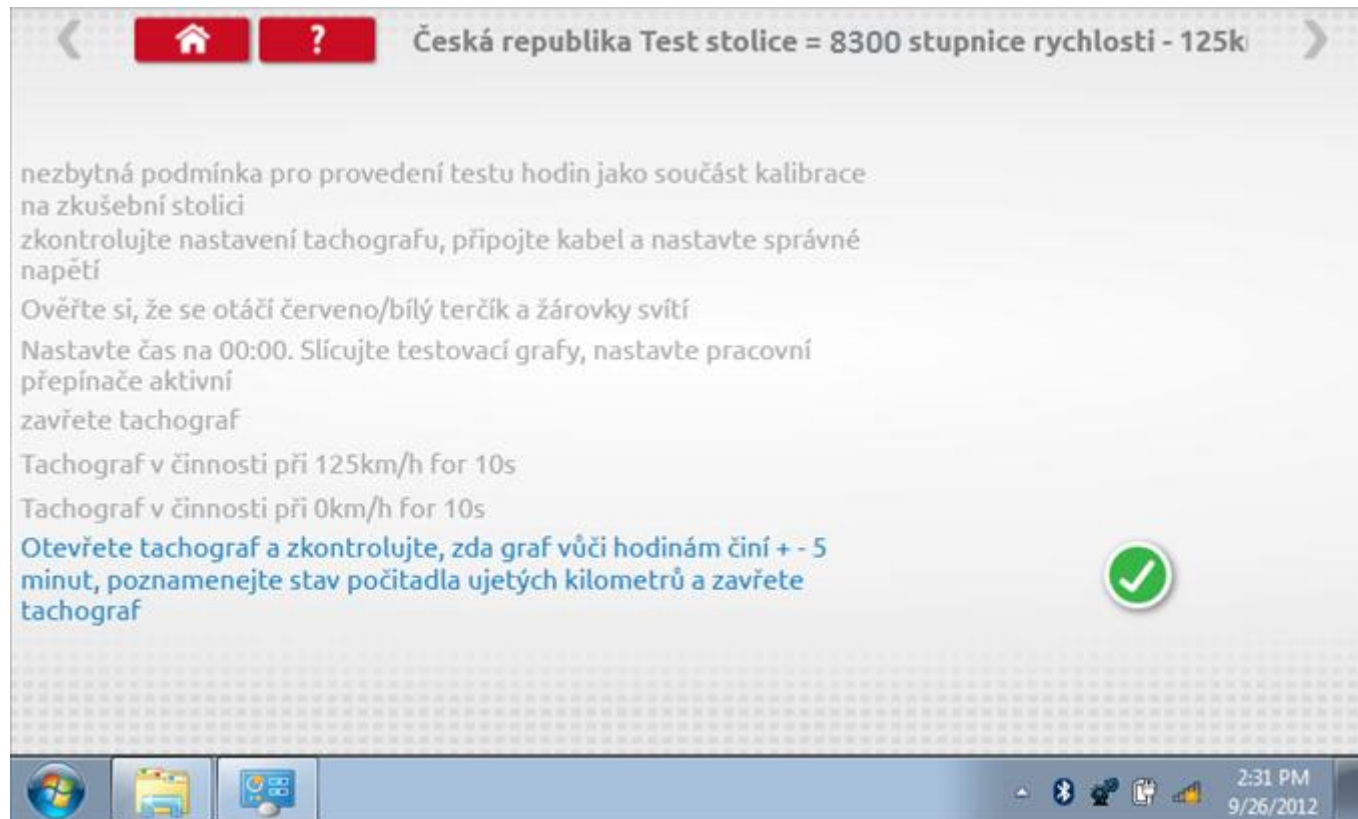 ?
Česká republika Test stolice = 8300 stupnice rychlosti - 125k
nezbytná podmínka pro provedení testu hodin jako součást kalibrace
na zkušební stolici
zkontrolujte nastavení tachografu, připojte kabel a nastavte správné
napětí
Ověřte si, že se otáčí červeno/bílý terčík a žárovky svítí
Nastavte čas na 00:00. Slícujte testovací grafy, nastavte pracovní
přepínače aktivní
zavřete tachograf
Tachograf v činnosti při 125km/h for 10s
Tachograf v činnosti při 0km/h for 10s
Otevřete tachograf a zkontrolujte, zda graf vůči hodinám činí + - 5
minut, poznamenejte stav počitadla ujetých kilometrů a zavřete
tachograf
2:31 PM
9/26/2012